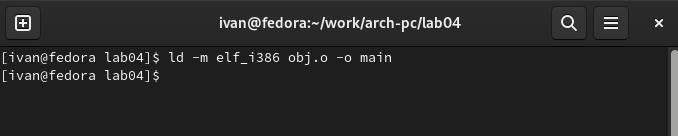 ivan@fedora:~/work/arch-pc/lab04
[ivan@fedora lab04]$ ld -m elf_i386 obj.o -o main
[ivan@fedora lab04]$